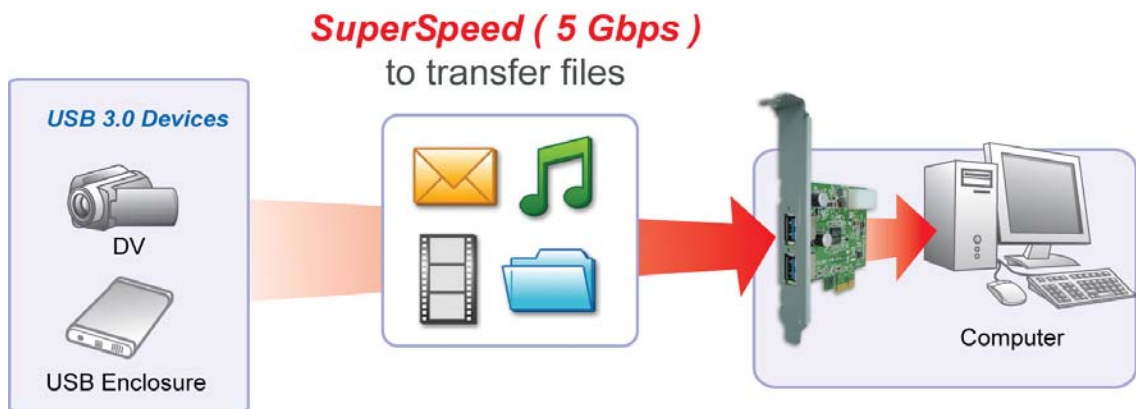 SuperSpeed ( 5 Gbps )
to transfer files
USB 3.0 Devices
DV
USB Enclosure
Computer